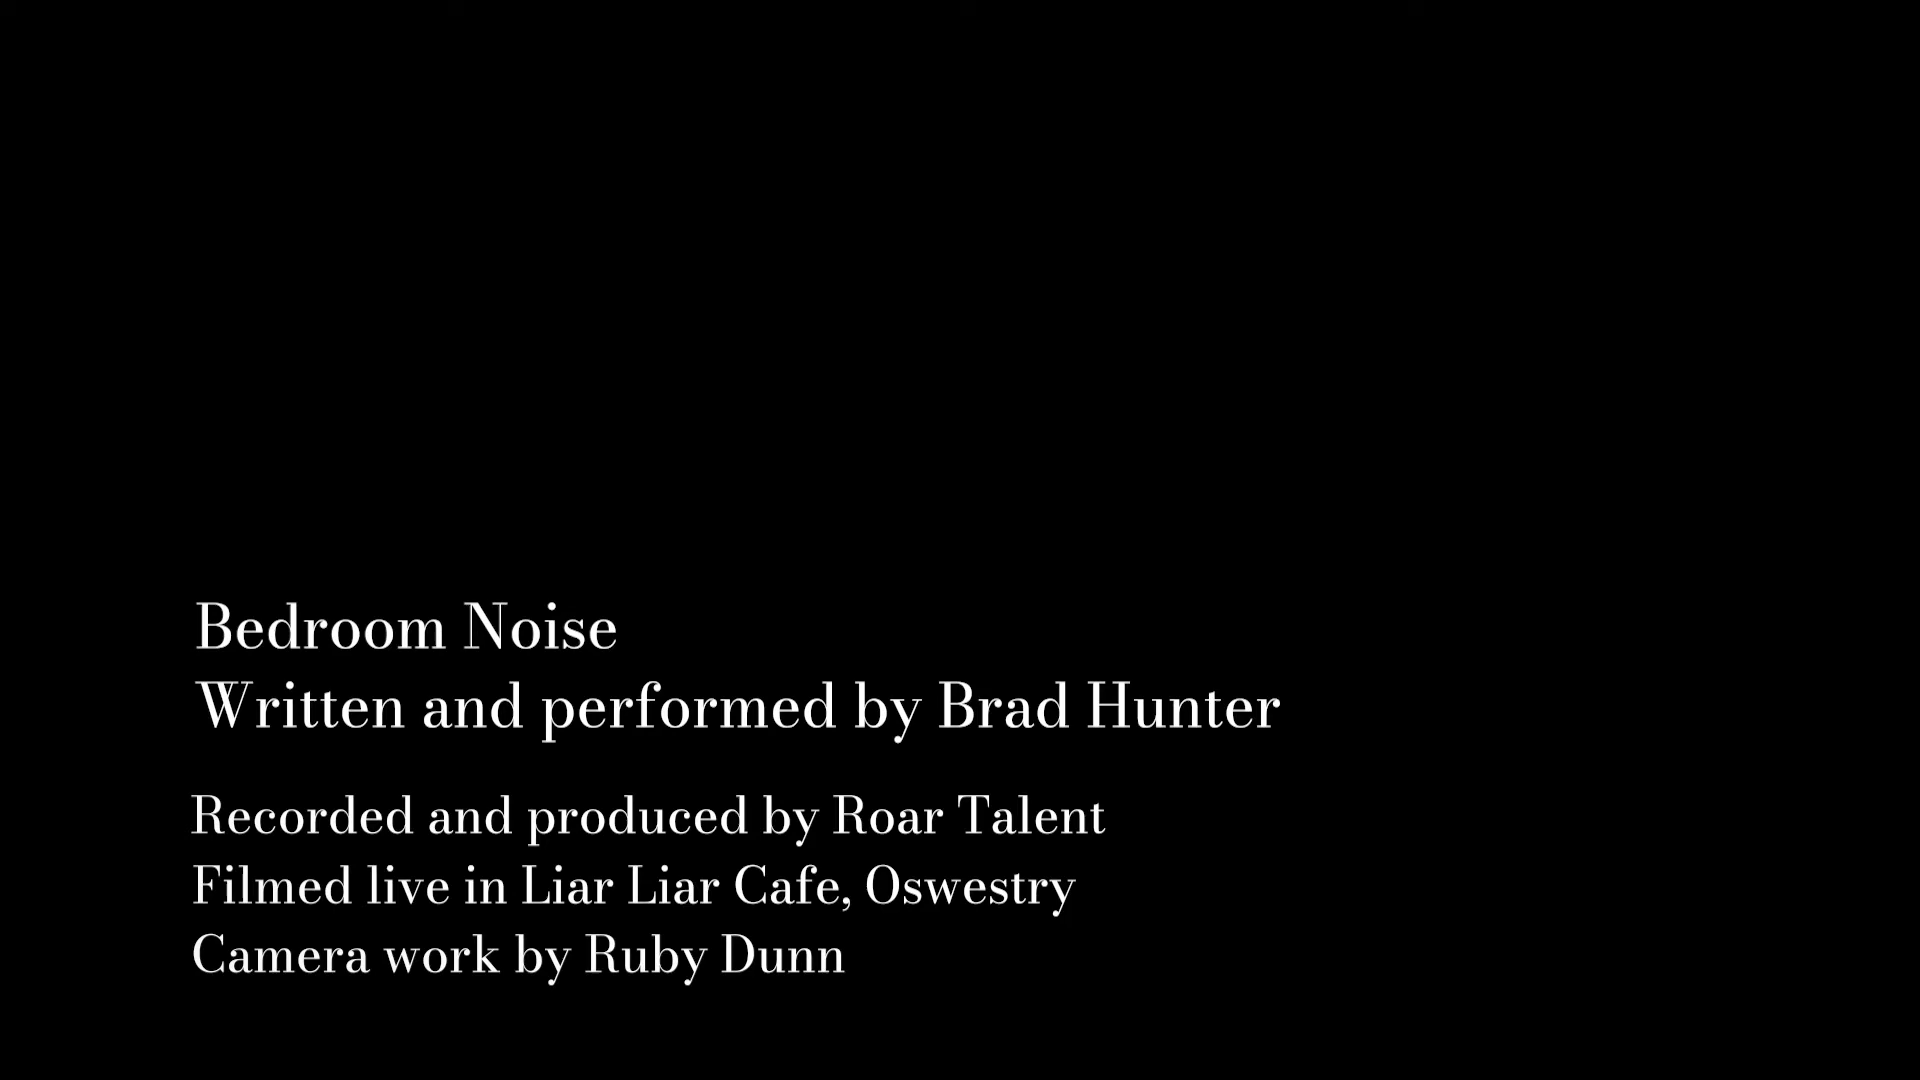 Bedroom Noise
Written and performed by Brad Hunter
Recorded and produced by Roar Talent
Filmed live in Liar Liar Cafe, Oswestry
Camera work by Ruby Dunn